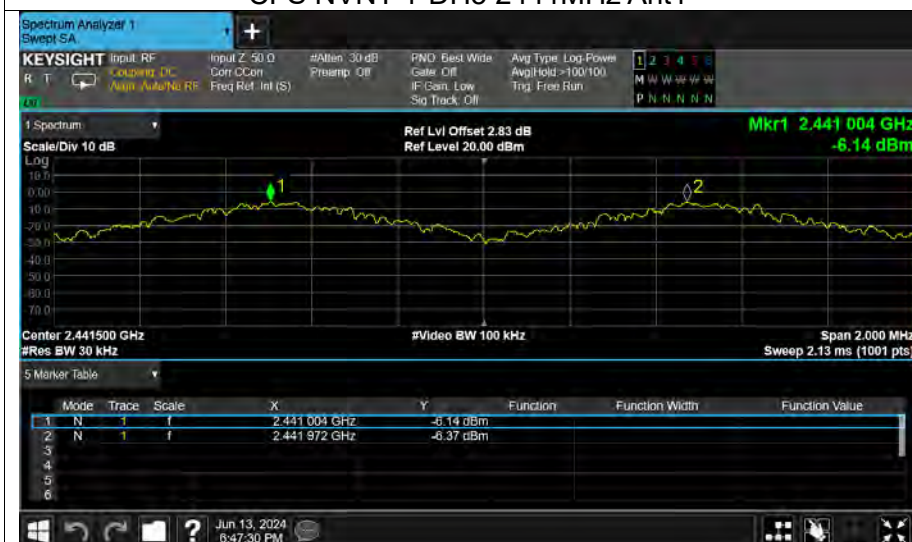 Spectrum Analyzer 1
Swept SA
+
KEYSIGHT
R T
Input: RF
Coupling: DC
Align: Auto/No RF
Input Z: 50 Ω
Corr CCorr
Freq Ref: Int (S)
#Atten: 30 dB
Preamp: Off
PNO: Best Wide
Gate: Off
IF Gain: Low
Sig Track: Off
Avg Type: Log-Power
Avg|Hold >100/100
Trig: Free Run
1 2 3 4 5 6
M W W W W W
P N N N N N
1 Spectrum
Scale/Div 10 dB
Log
Ref Lvl Offset 2.83 dB
Ref Level 20.00 dBm
Mkr1 2.441 004 GHz
-6.14 dBm
10.0
0.00
-10.0
-20.0
-30.0
-40.0
-50.0
-60.0
-70.0
1
2
Center 2.441500 GHz
#Res BW 30 kHz
#Video BW 100 kHz
Span 2.000 MHz
Sweep 2.13 ms (1001 pts)
5 Marker Table
Mode Trace Scale X Y Function Function Width Function Value
1 N 1 f 2.441 004 GHz -6.14 dBm
2 N 1 f 2.441 972 GHz -6.37 dBm
3
4
5
6
?
Jun 13, 2024
6:47:30 PM